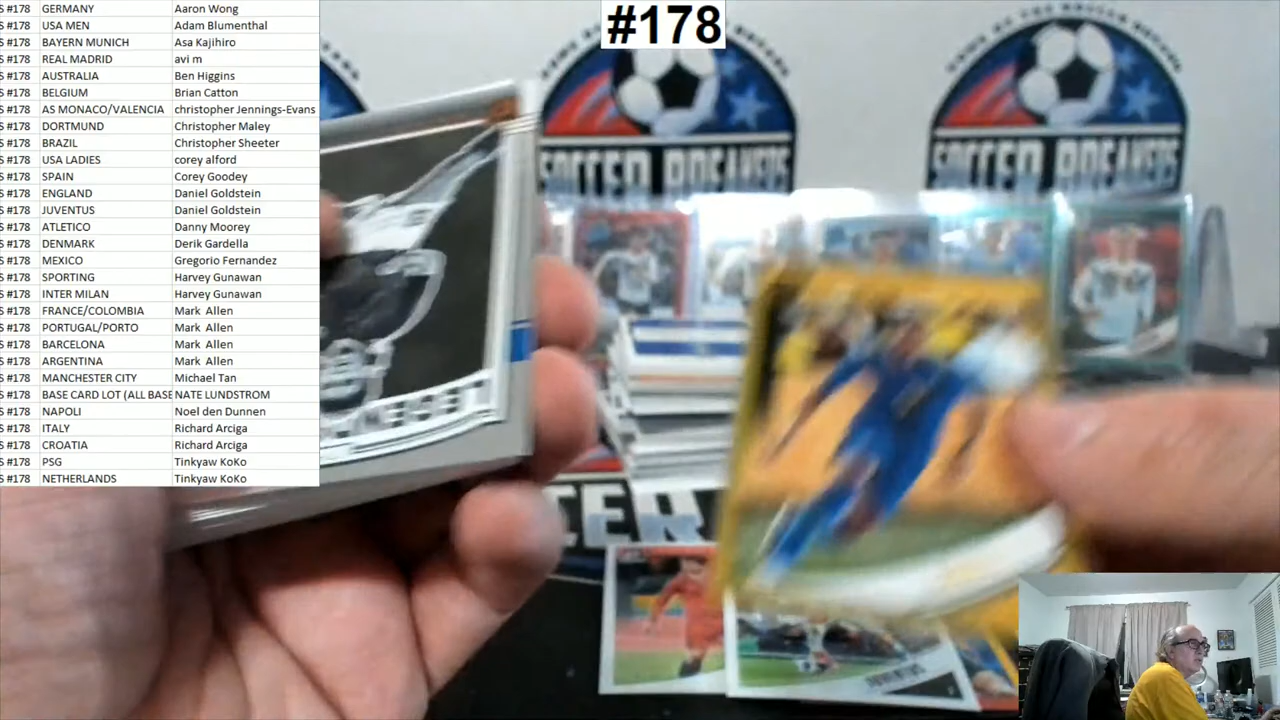 #178
S #178 GERMANY Aaron Wong
S #178 USA MEN Adam Blumenthal
S #178 BAYERN MUNICH Asa Kajihiro
S #178 REAL MADRID avi m
S #178 AUSTRALIA Ben Higgins
S #178 BELGIUM Brian Catton
S #178 AS MONACO/VALENCIA christopher Jennings-Evans
S #178 DORTMUND Christopher Maley
S #178 BRAZIL Christopher Sheeter
S #178 USA LADIES corey alford
S #178 SPAIN Corey Goodey
S #178 ENGLAND Daniel Goldstein
S #178 JUVENTUS Daniel Goldstein
S #178 ATLETICO Danny Moorey
S #178 DENMARK Derik Gardella
S #178 MEXICO Gregorio Fernandez
S #178 SPORTING Harvey Gunawan
S #178 INTER MILAN Harvey Gunawan
S #178 FRANCE/COLOMBIA Mark Allen
S #178 PORTUGAL/PORTO Mark Allen
S #178 BARCELONA Mark Allen
S #178 ARGENTINA Mark Allen
S #178 MANCHESTER CITY Michael Tan
S #178 BASE CARD LOT (ALL BASE NATE LUNDSTROM
S #178 NAPOLI Noel den Dunnen
S #178 ITALY Richard Arciga
S #178 CROATIA Richard Arciga
S #178 PSG Tinkyaw KoKo
S #178 NETHERLANDS Tinkyaw KoKo
SOCCER BREAKERS
SOCCER BREAKERS
JUVENTUS